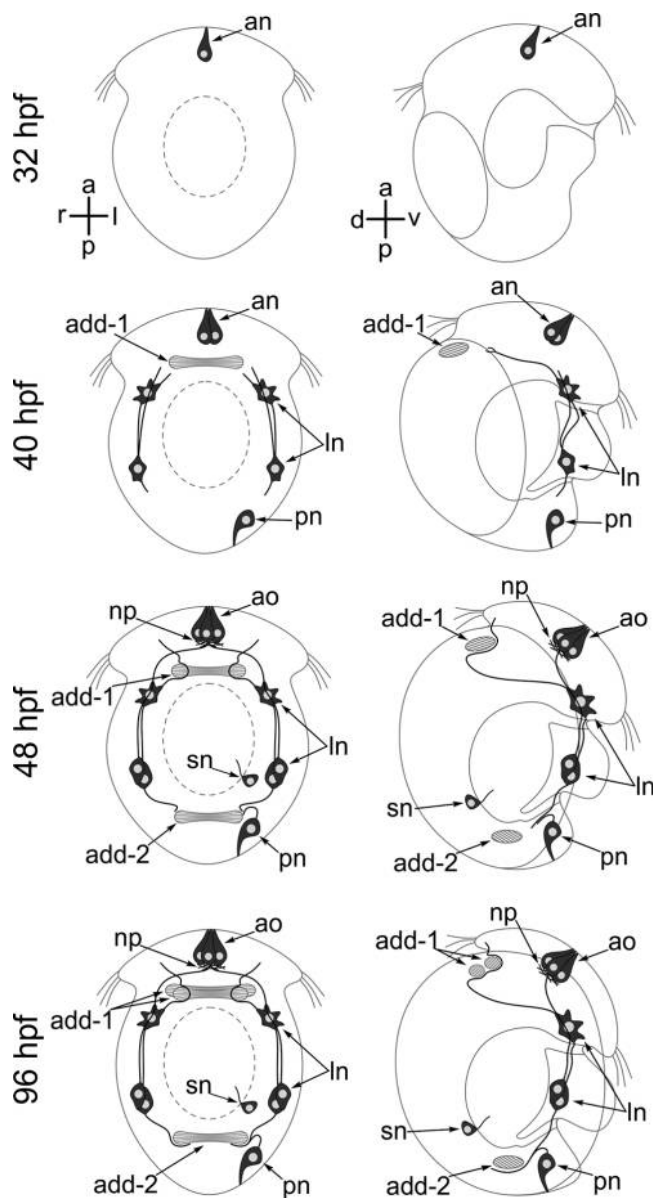 an an
32 hpf
a a
r l d v
p p
an an
add-1 add-1
40 hpf
ln ln
pn pn
np ao np ao
add-1
add-1
48 hpf
ln ln
sn sn
add-2 pn add-2 pn
np ao add-1 np ao
add-1
96 hpf
ln ln
sn sn
add-2 pn add-2 pn